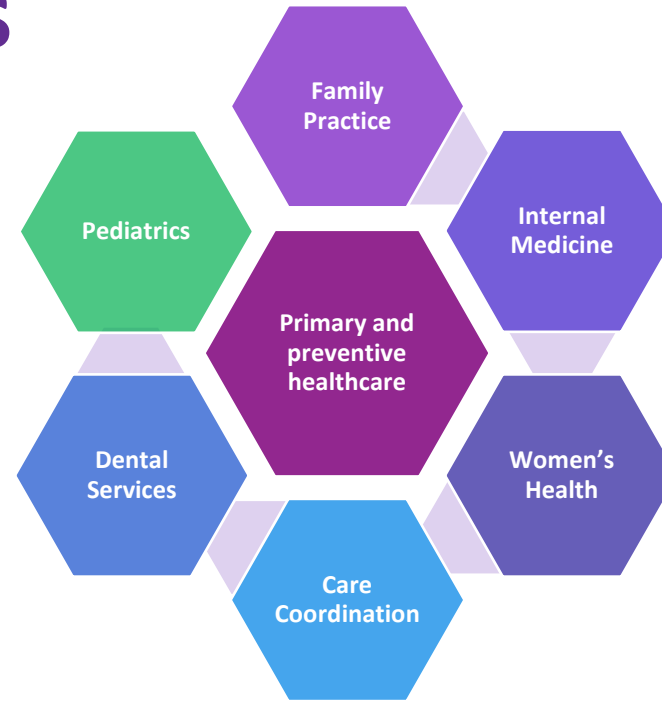 s
Family
Practice
Internal
Medicine
Women’s
Health
Care
Coordination
Dental
Services
Pediatrics
Primary and
preventive
healthcare